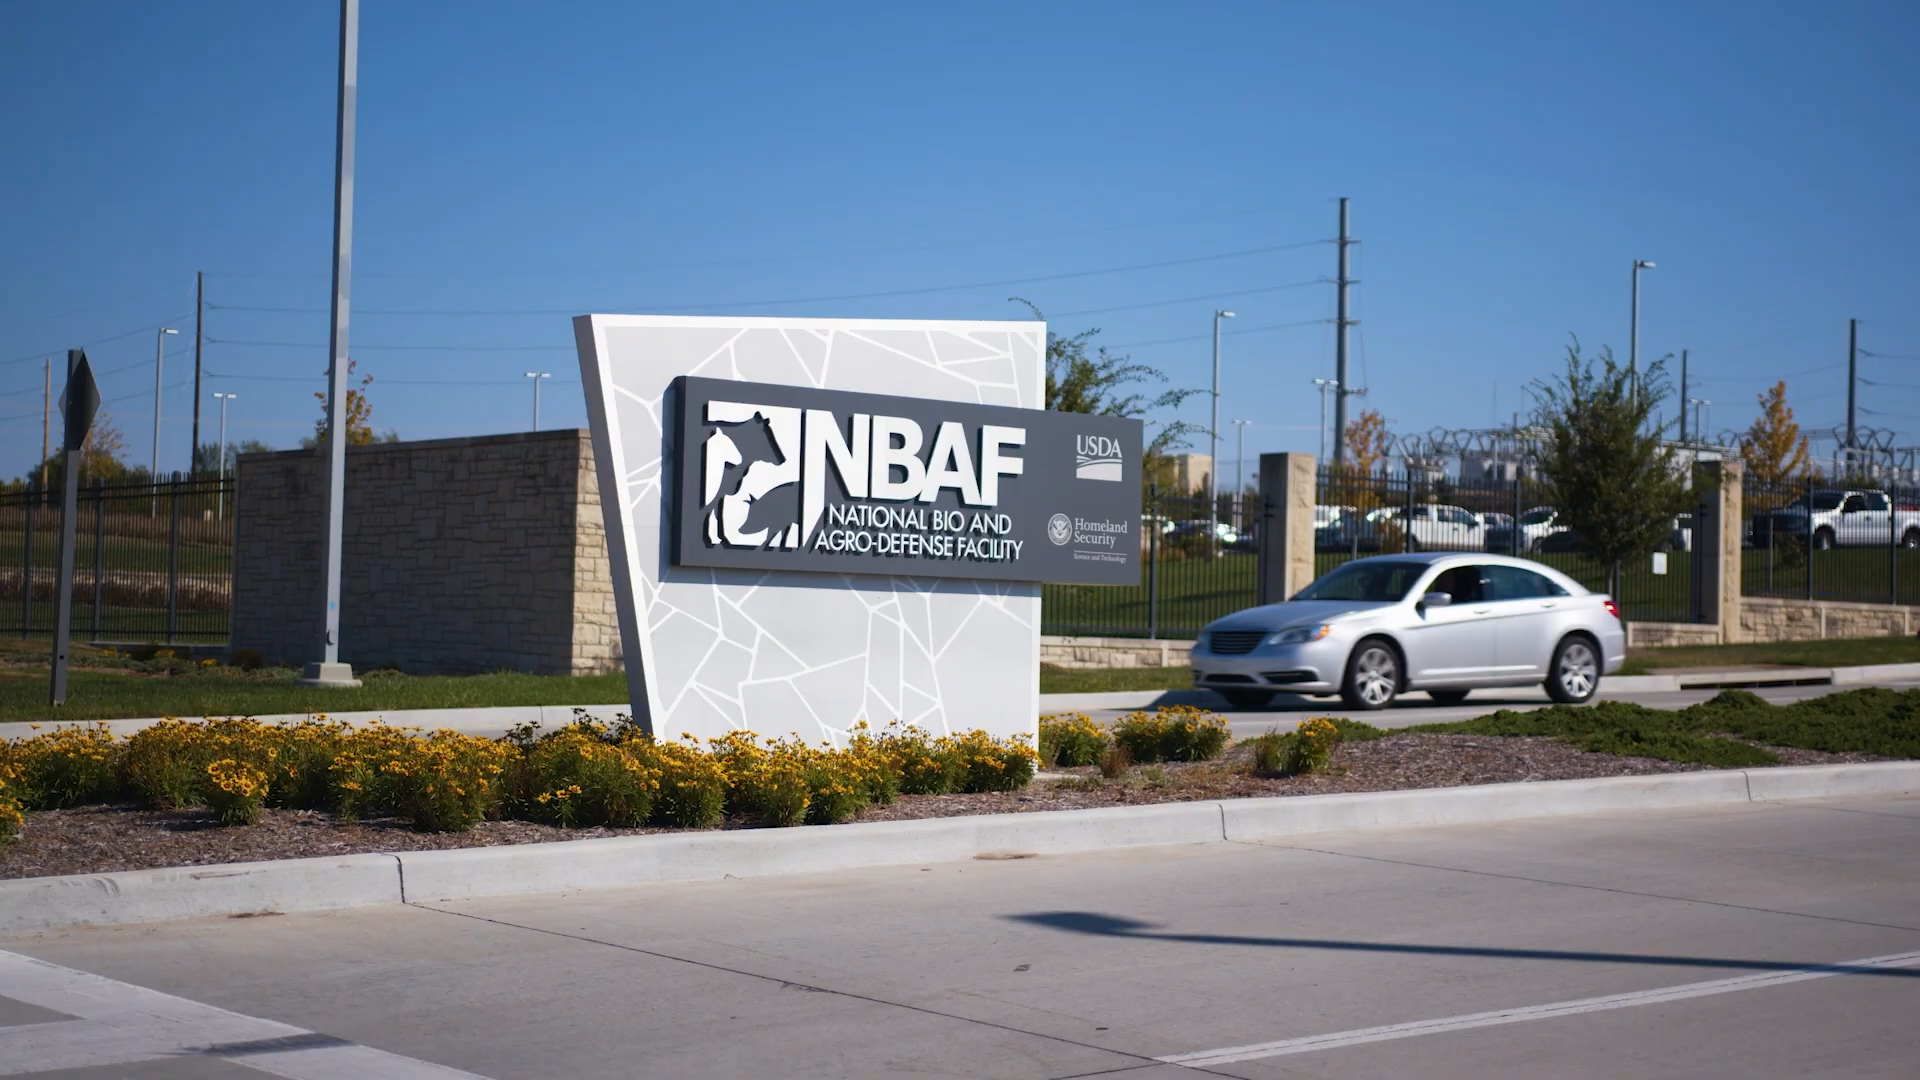 NBAF
NATIONAL BIO AND
AGRO-DEFENSE FACILITY
USDA
Homeland
Security
Science and Technology